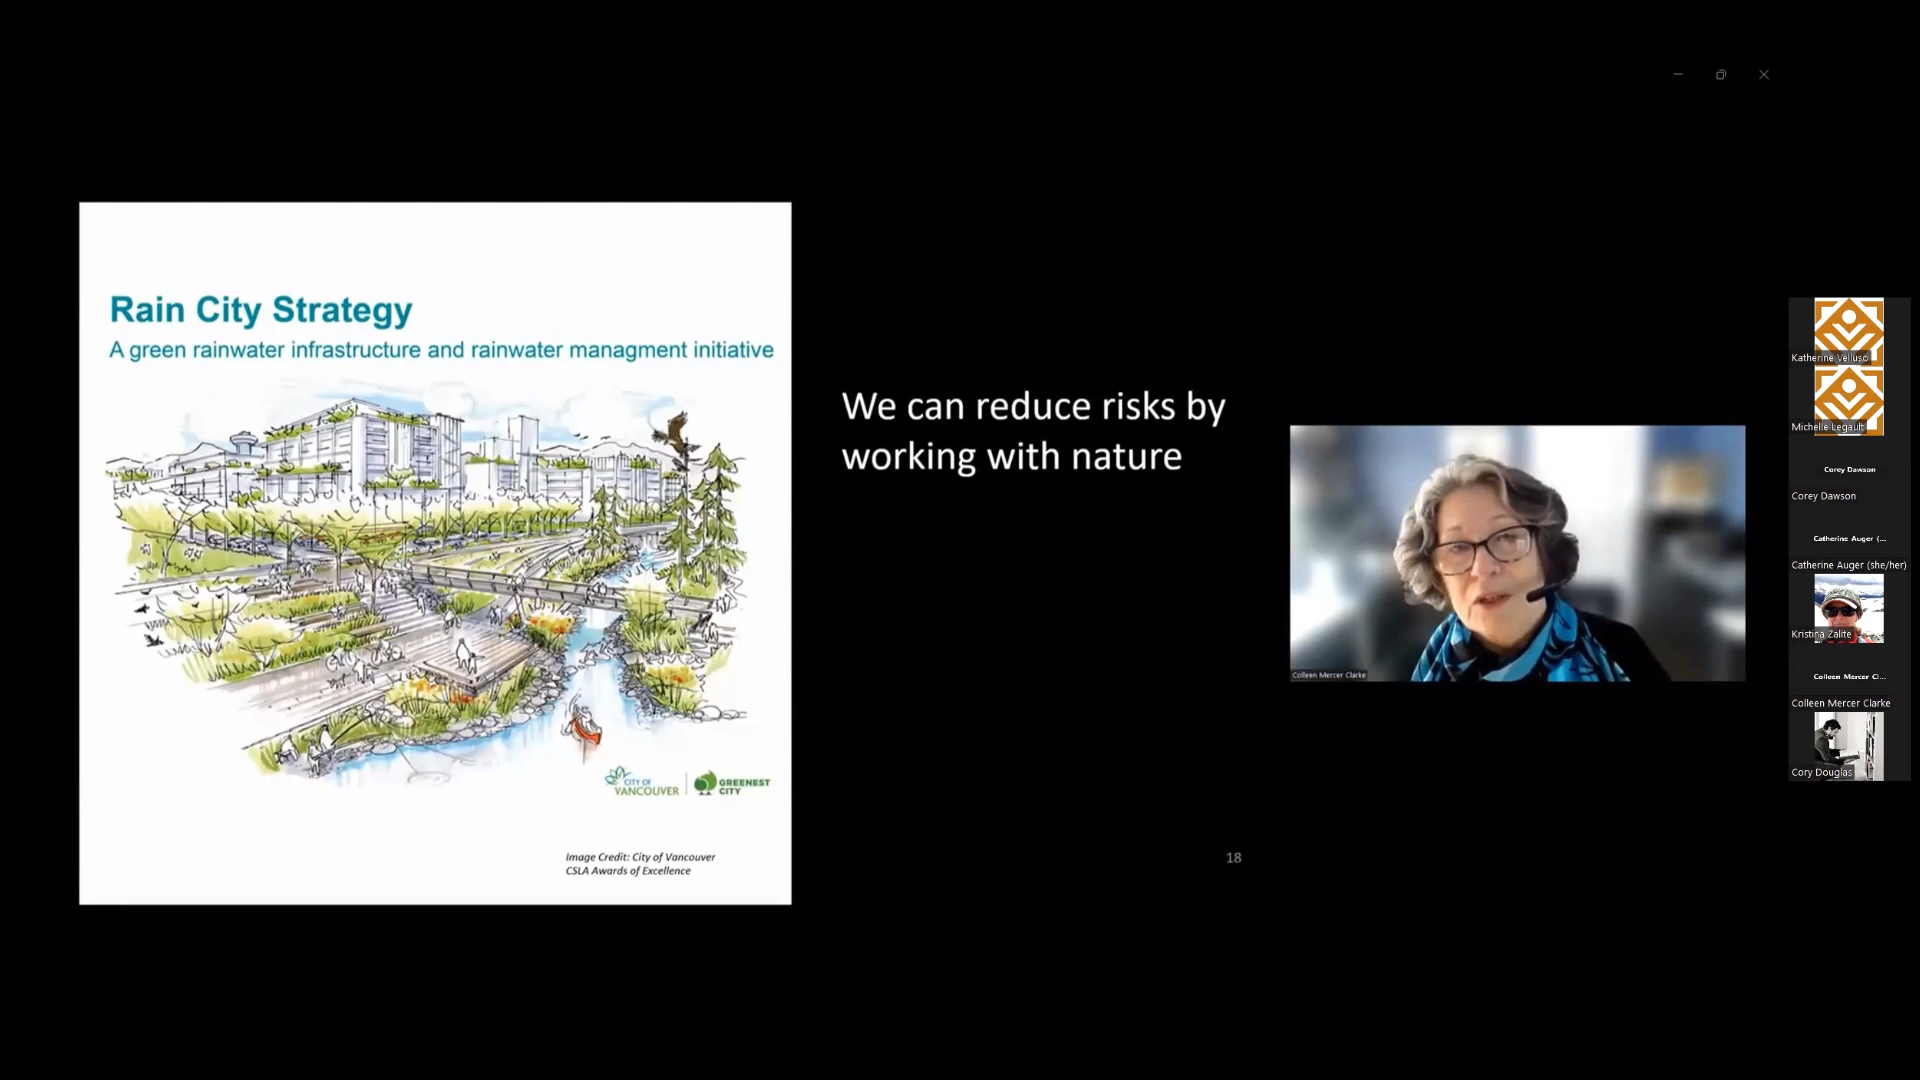 Rain City Strategy
A green rainwater infrastructure and rainwater managment initiative
CITY OF
VANCOUVER
GREENEST
CITY
Image Credit: City of Vancouver
CSLA Awards of Excellence
We can reduce risks by
working with nature
18
Colleen Mercer Clarke
Katherine Velluso
Michelle Legault
Corey Dawson
Corey Dawson
Catherine Auger (...
Catherine Auger (she/her)
Kristina Zalite
Colleen Mercer Cl...
Colleen Mercer Clarke
Cory Douglas